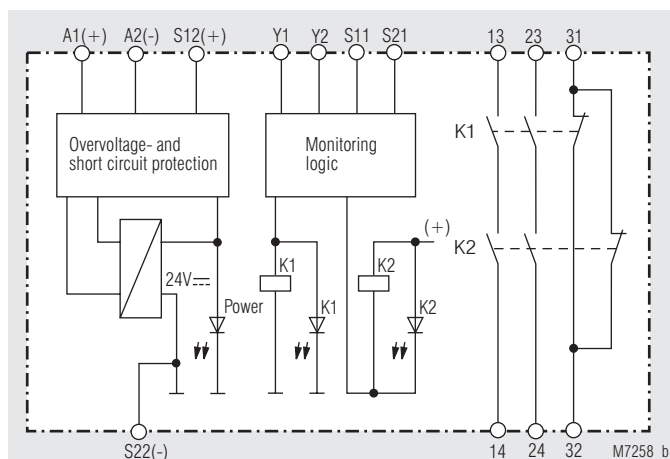 A1(+) A2(-) S12(+) Y1 Y2 S11 S21 13 23 31
Overvoltage- and
short circuit protection
Monitoring
logic
K1
(+)
K2
24V
K1
K2
Power
K1
K2
S22(-)
14 24 32
M7258_b